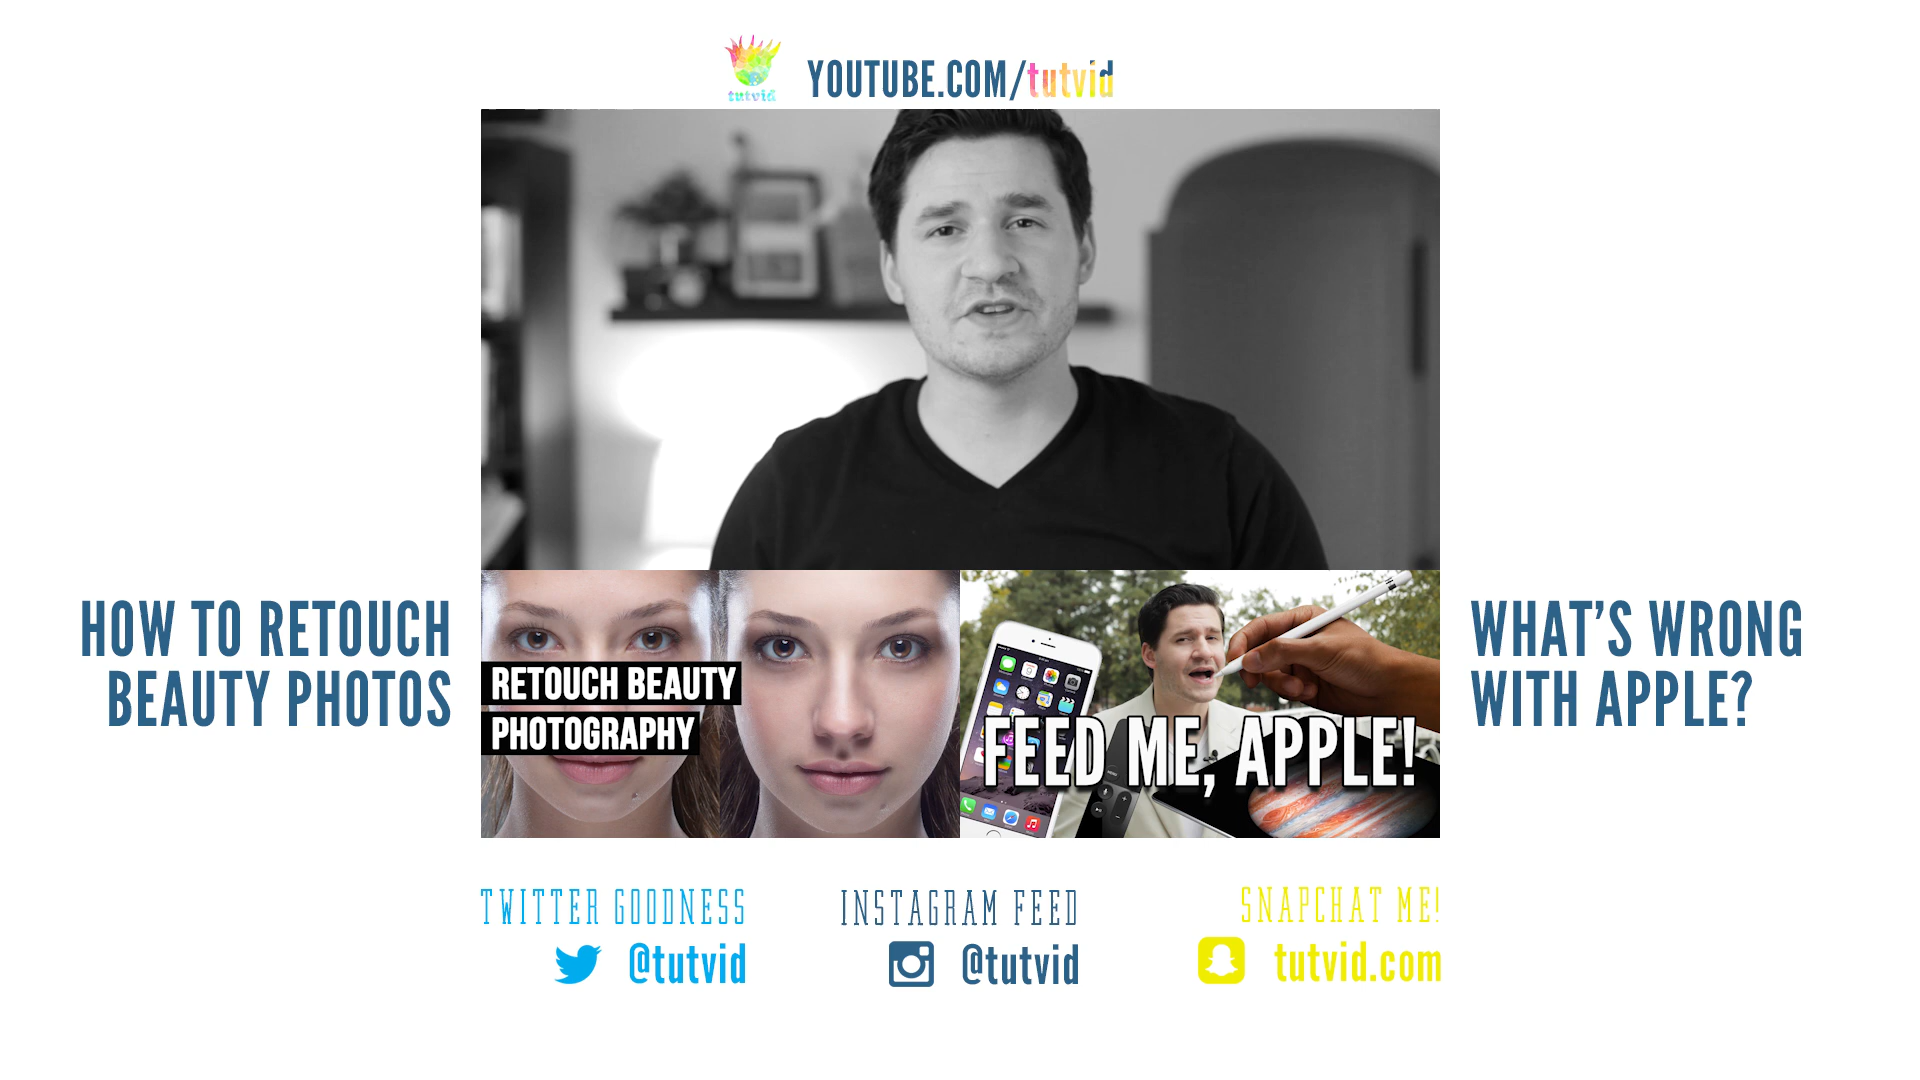 tutvid
YOUTUBE.COM/tutvid
HOW TO RETOUCH
BEAUTY PHOTOS
RETOUCH BEAUTY
PHOTOGRAPHY
FEED ME, APPLE!
WHAT'S WRONG
WITH APPLE?
TWITTER GOODNESS
@tutvid
INSTAGRAM FEED
@tutvid
SNAPCHAT ME!
tutvid.com